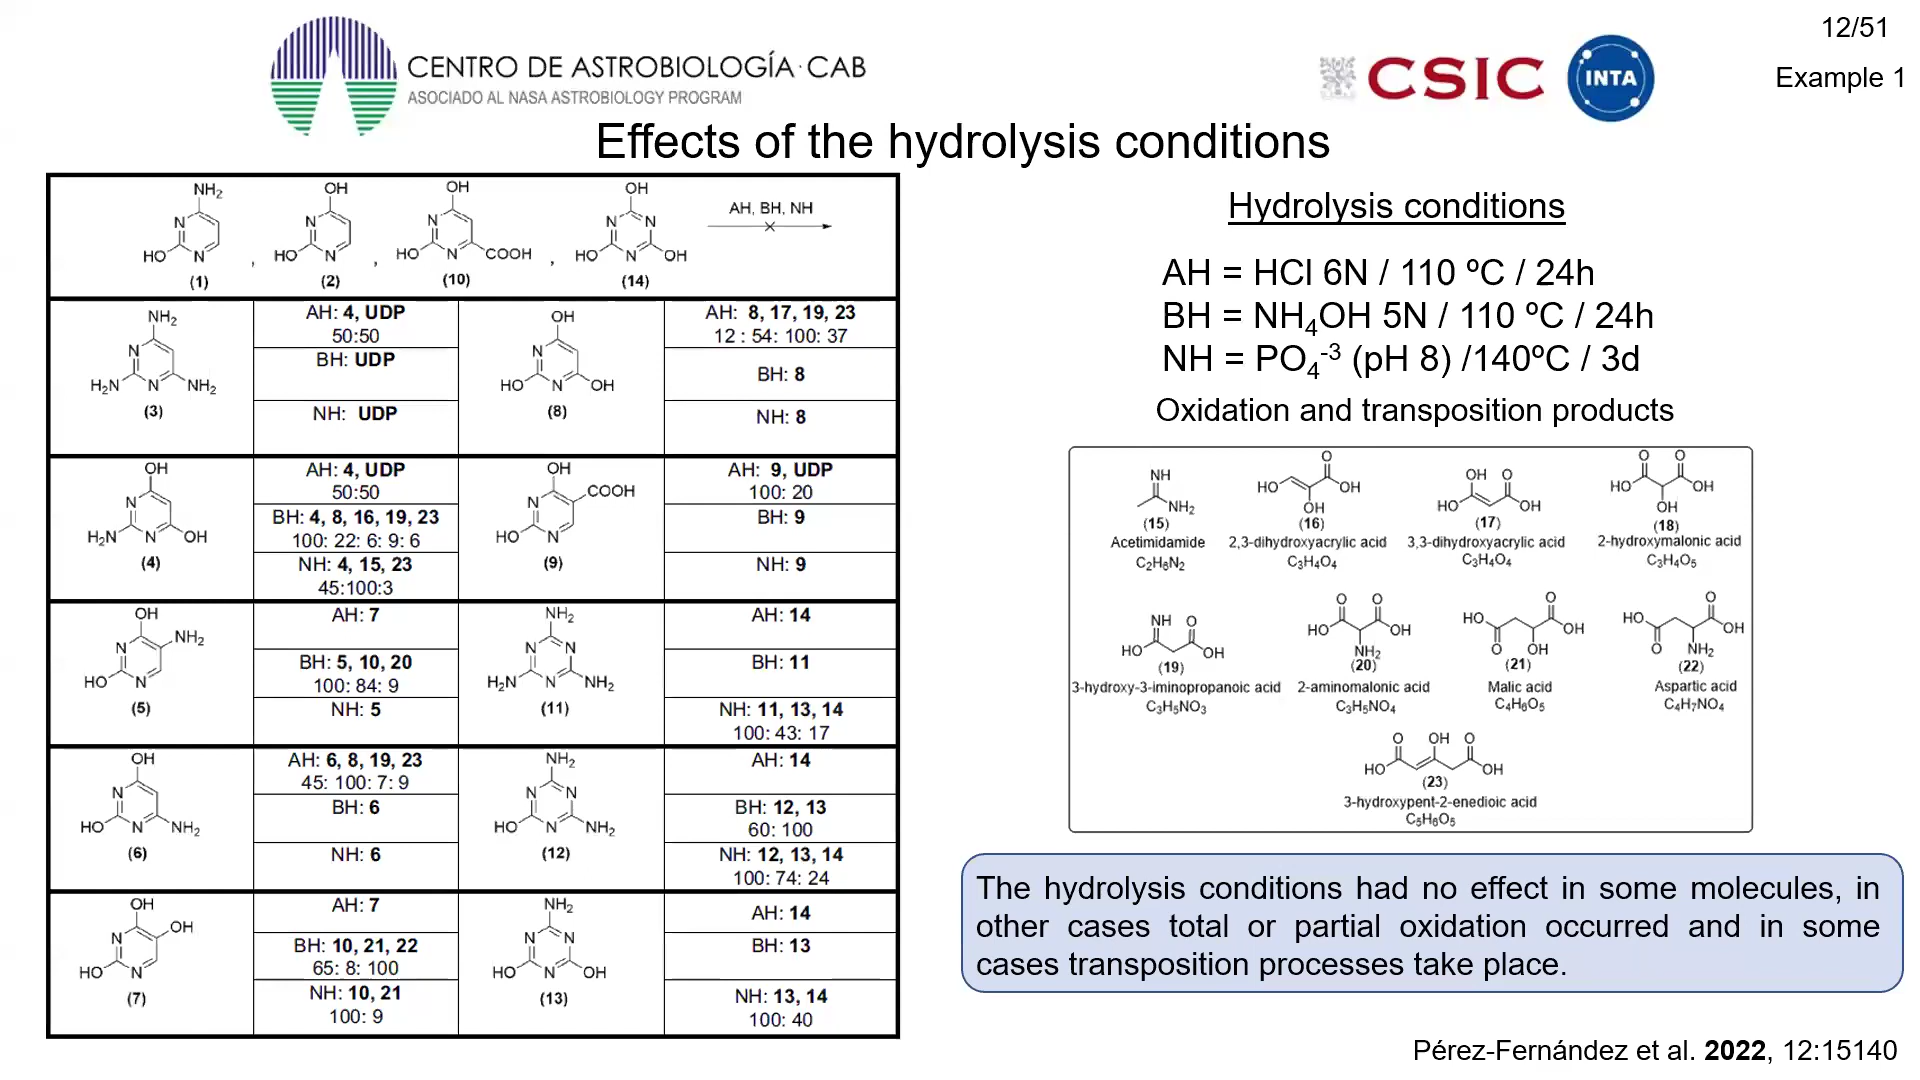 12/51
Example 1
CENTRO DE ASTROBIOLOGÍA · CAB
ASOCIADO AL NASA ASTROBIOLOGY PROGRAM
CSIC
INTA
Effects of the hydrolysis conditions
NH2
N
HO
N
(1)
,
OH
N
HO
N
(2)
,
OH
N
HO
N
COOH
(10)
,
OH
N
N
HO
N
OH
(14)
AH, BH, NH
NH2
N
H2N
N
NH2
(3)
AH: 4, UDP
50:50
BH: UDP
NH: UDP
OH
N
HO
N
OH
(8)
AH: 8, 17, 19, 23
12 : 54: 100: 37
BH: 8
NH: 8
OH
N
H2N
N
OH
(4)
AH: 4, UDP
50:50
BH: 4, 8, 16, 19, 23
100: 22: 6: 9: 6
NH: 4, 15, 23
45:100:3
OH
COOH
N
HO
N
(9)
AH: 9, UDP
100: 20
BH: 9
NH: 9
OH
NH2
N
HO
N
(5)
AH: 7
BH: 5, 10, 20
100: 84: 9
NH: 5
NH2
N
N
H2N
N
NH2
(11)
AH: 14
BH: 11
NH: 11, 13, 14
100: 43: 17
OH
N
HO
N
NH2
(6)
AH: 6, 8, 19, 23
45: 100: 7: 9
BH: 6
NH: 6
NH2
N
N
HO
N
NH2
(12)
AH: 14
BH: 12, 13
60: 100
NH: 12, 13, 14
100: 74: 24
OH
OH
N
HO
N
(7)
AH: 7
BH: 10, 21, 22
65: 8: 100
NH: 10, 21
100: 9
NH2
N
N
HO
N
OH
(13)
AH: 14
BH: 13
NH: 13, 14
100: 40
Hydrolysis conditions
AH = HCl 6N / 110 ºC / 24h
BH = NH4OH 5N / 110 ºC / 24h
NH = PO4-3 (pH 8) /140ºC / 3d
Oxidation and transposition products
NH
NH2
(15)
Acetimidamide
C2H6N2
O
HO
OH
OH
(16)
2,3-dihydroxyacrylic acid
C3H4O4
OH O
HO
OH
(17)
3,3-dihydroxyacrylic acid
C3H4O4
O O
HO
OH
OH
(18)
2-hydroxymalonic acid
C3H4O5
NH O
HO
OH
(19)
3-hydroxy-3-iminopropanoic acid
C3H5NO3
O O
HO
OH
NH2
(20)
2-aminomalonic acid
C3H5NO4
O
HO
OH
O
OH
(21)
Malic acid
C4H6O5
O
HO
OH
O
NH2
(22)
Aspartic acid
C4H7NO4
O OH O
HO
OH
(23)
3-hydroxypent-2-enedioic acid
C5H6O5
The hydrolysis conditions had no effect in some molecules, in
other cases total or partial oxidation occurred and in some
cases transposition processes take place.
Pérez-Fernández et al. 2022, 12:15140